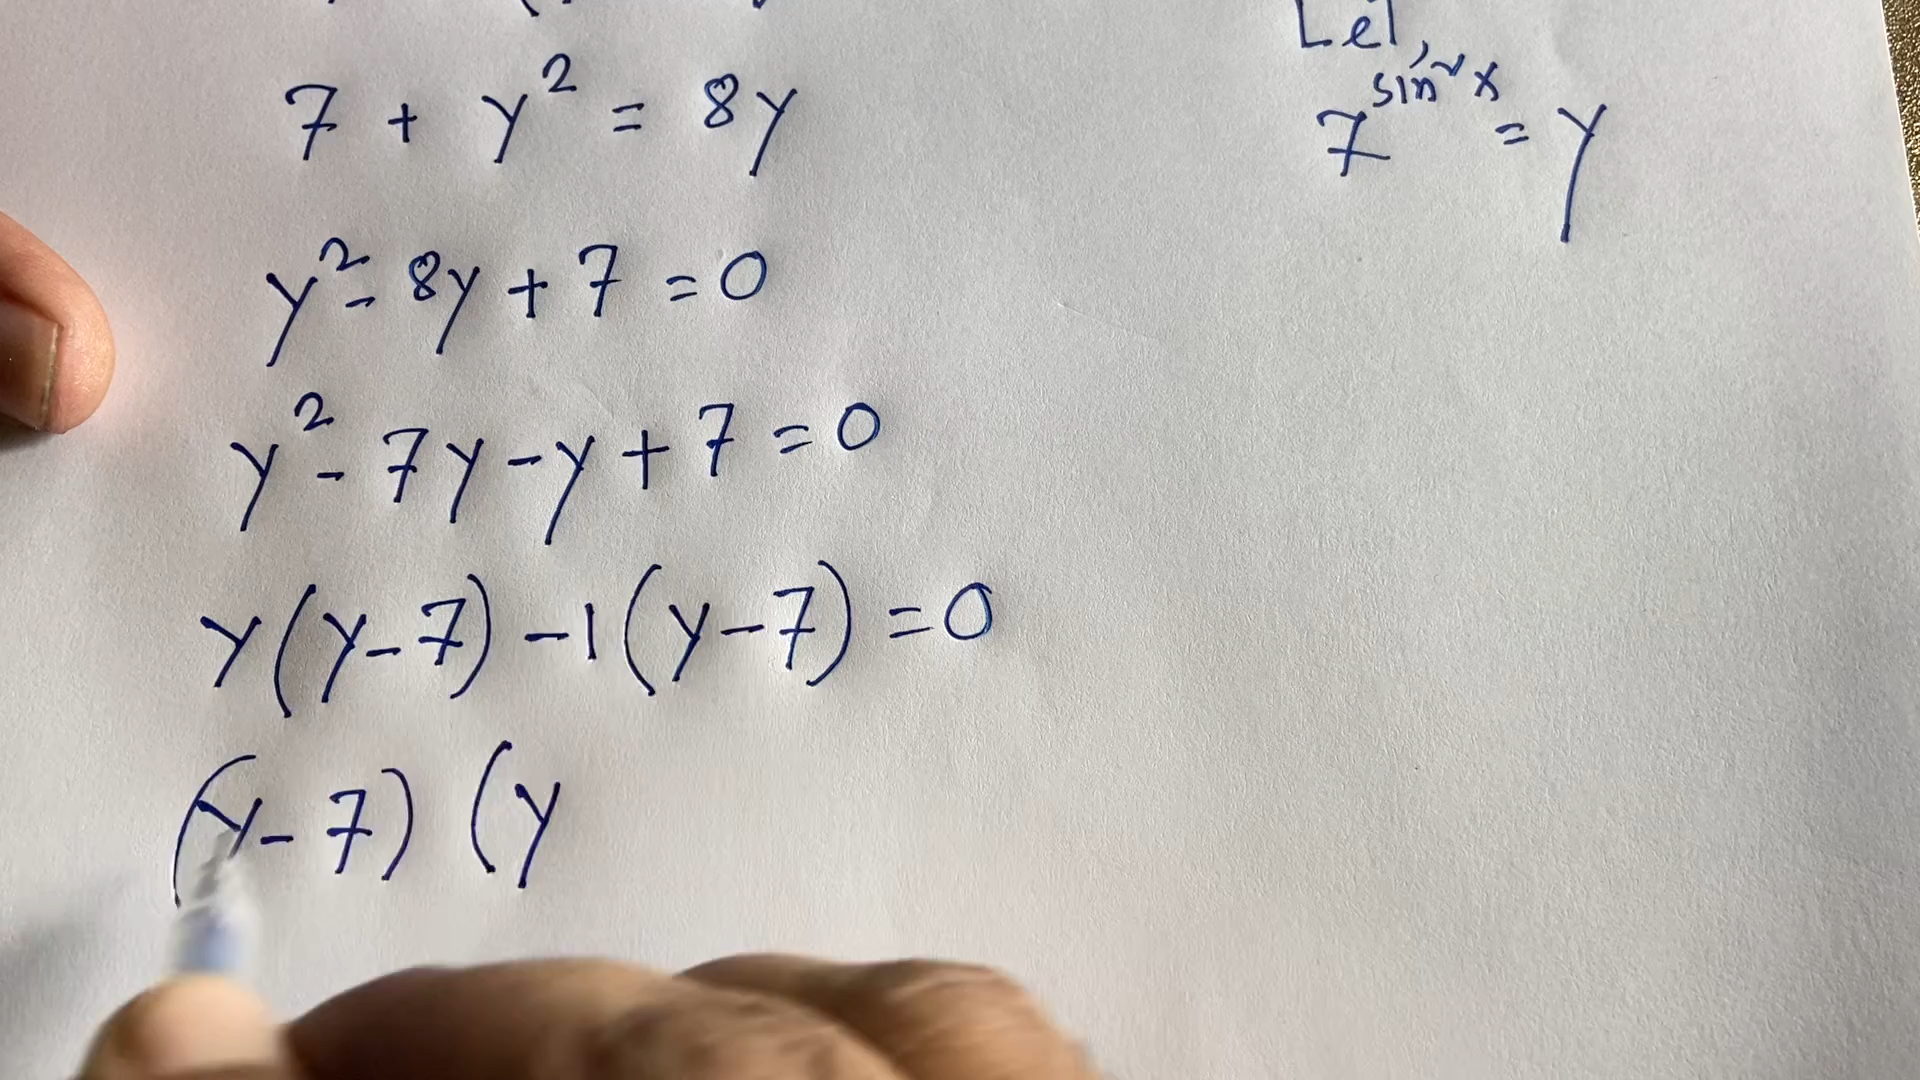 Let,
7 + y² = 8y
7^sin²x = y
y² - 8y + 7 = 0
y² - 7y - y + 7 = 0
y(y-7) -1(y-7) = 0
(y-7) (y